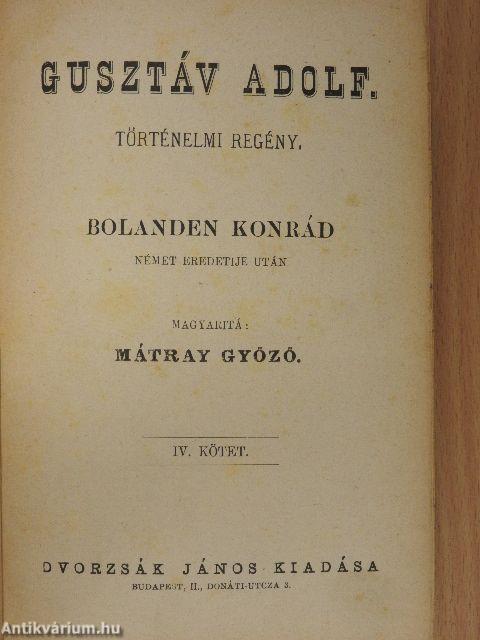 GUSZTÁV ADOLF.
TÖRTÉNELMI REGÉNY.
BOLANDEN KONRÁD
NÉMET EREDETIJE UTÁN
MAGYARITÁ:
MÁTRAY GYŐZŐ.
IV. KÖTET.
DVORZSÁK JÁNOS KIADÁSA
BUDAPEST, II., DONÁTI-UTCZA 3.
Antikvárium.hu